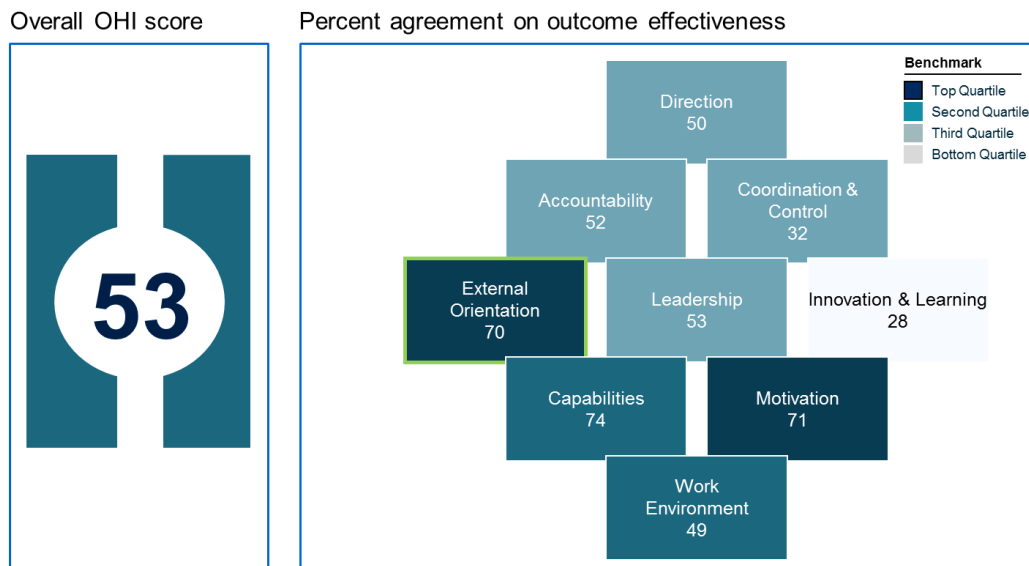 Overall OHI score
Percent agreement on outcome effectiveness
53
Benchmark
Top Quartile
Second Quartile
Third Quartile
Bottom Quartile
Direction
50
Accountability
52
Coordination &
Control
32
External
Orientation
70
Leadership
53
Innovation & Learning
28
Capabilities
74
Motivation
71
Work
Environment
49